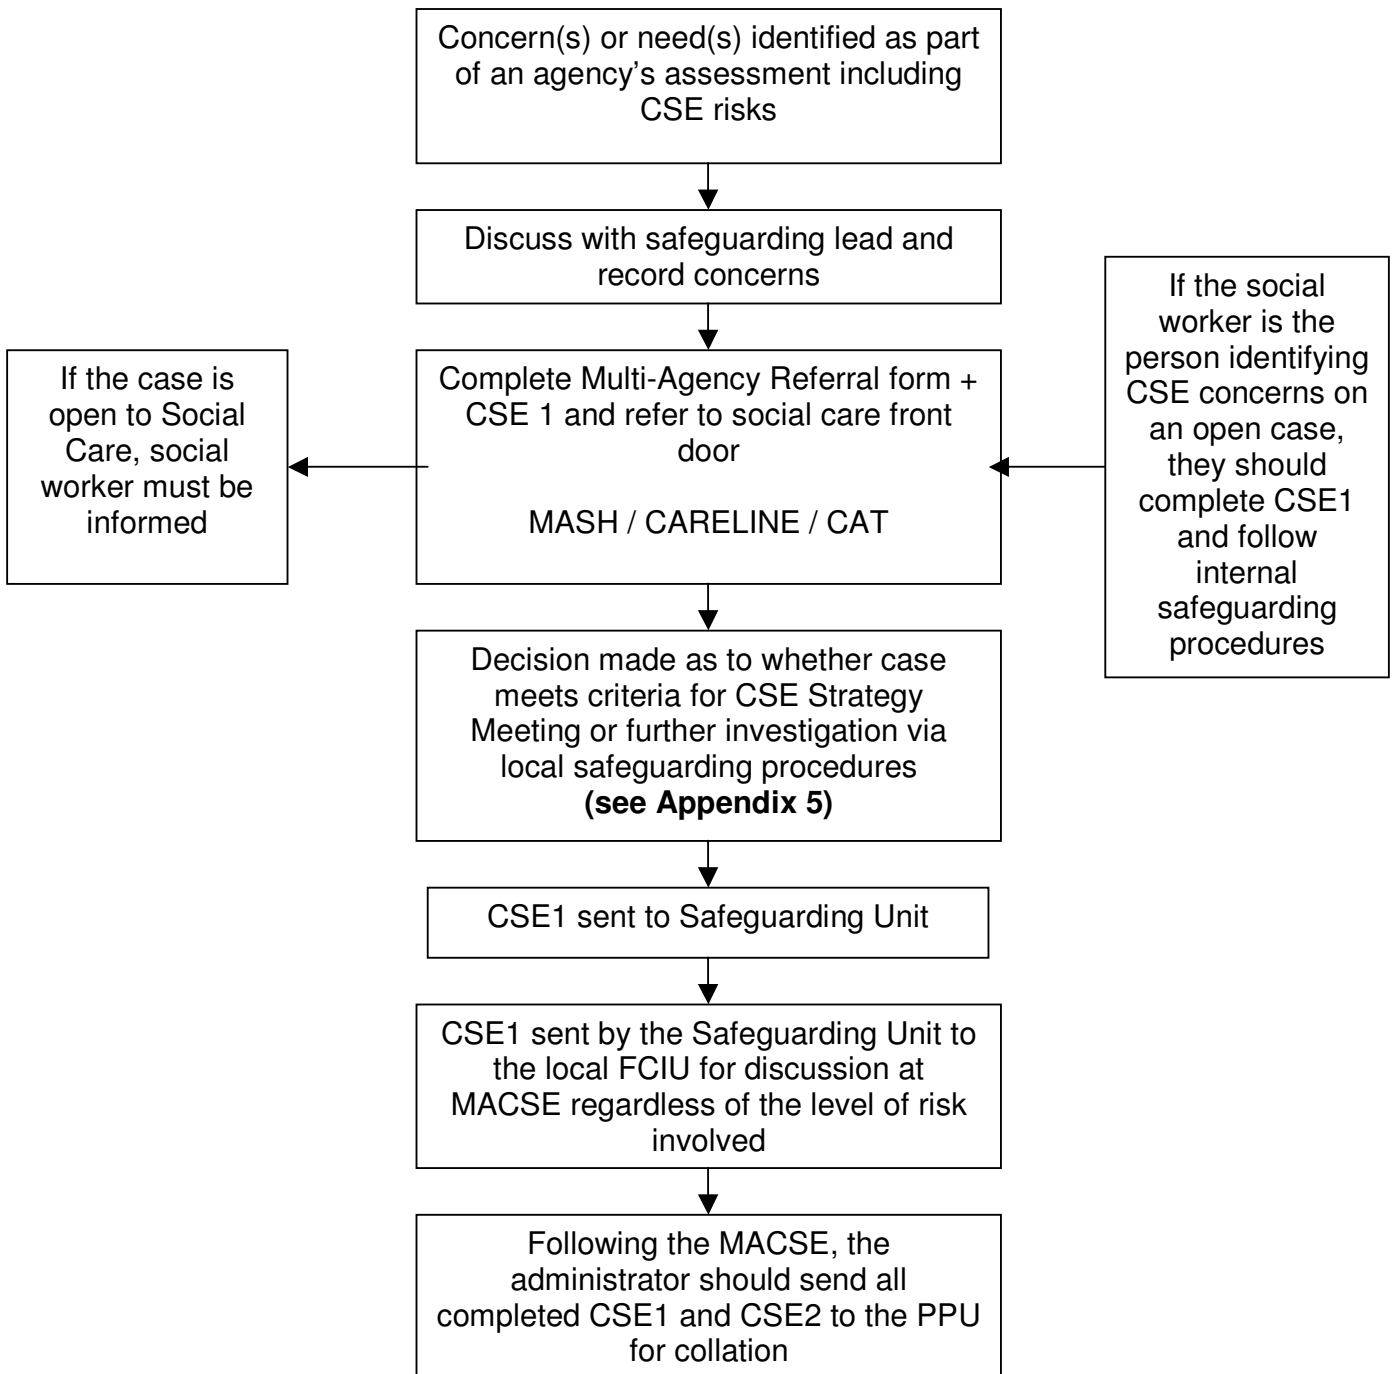 Concern(s) or need(s) identified as part
of an agency’s assessment including
CSE risks
Discuss with safeguarding lead and
record concerns
If the case is
open to Social
Care, social
worker must be
informed
Complete Multi-Agency Referral form +
CSE 1 and refer to social care front
door
MASH / CARELINE / CAT
If the social
worker is the
person identifying
CSE concerns on
an open case,
they should
complete CSE1
and follow
internal
safeguarding
procedures
Decision made as to whether case
meets criteria for CSE Strategy
Meeting or further investigation via
local safeguarding procedures
(see Appendix 5)
CSE1 sent to Safeguarding Unit
CSE1 sent by the Safeguarding Unit to
the local FCIU for discussion at
MACSE regardless of the level of risk
involved
Following the MACSE, the
administrator should send all
completed CSE1 and CSE2 to the PPU
for collation